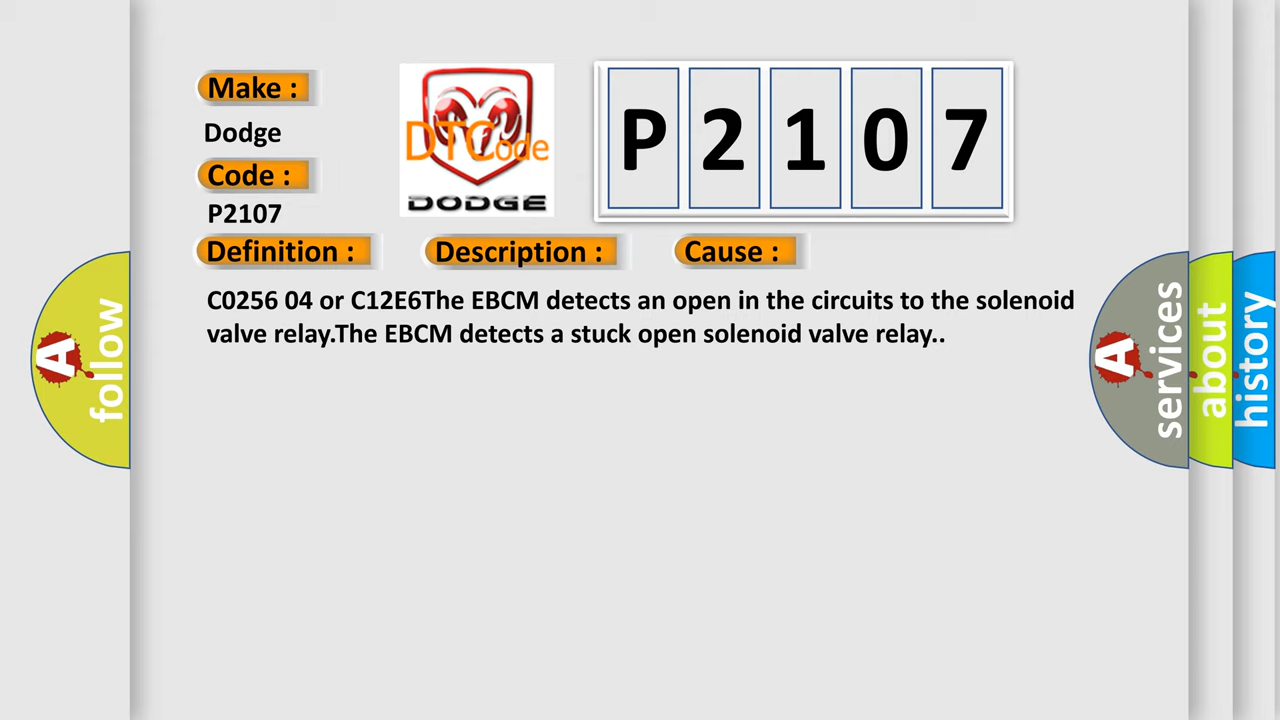 Make :
Dodge
Code :
P2107
DTCode
DODGE
P 2 1 0 7
Definition :
Description :
Cause :
C0256 04 or C12E6The EBCM detects an open in the circuits to the solenoid
valve relayThe EBCM detects a stuck open solenoid valve relay..
A follow
A services
about
history